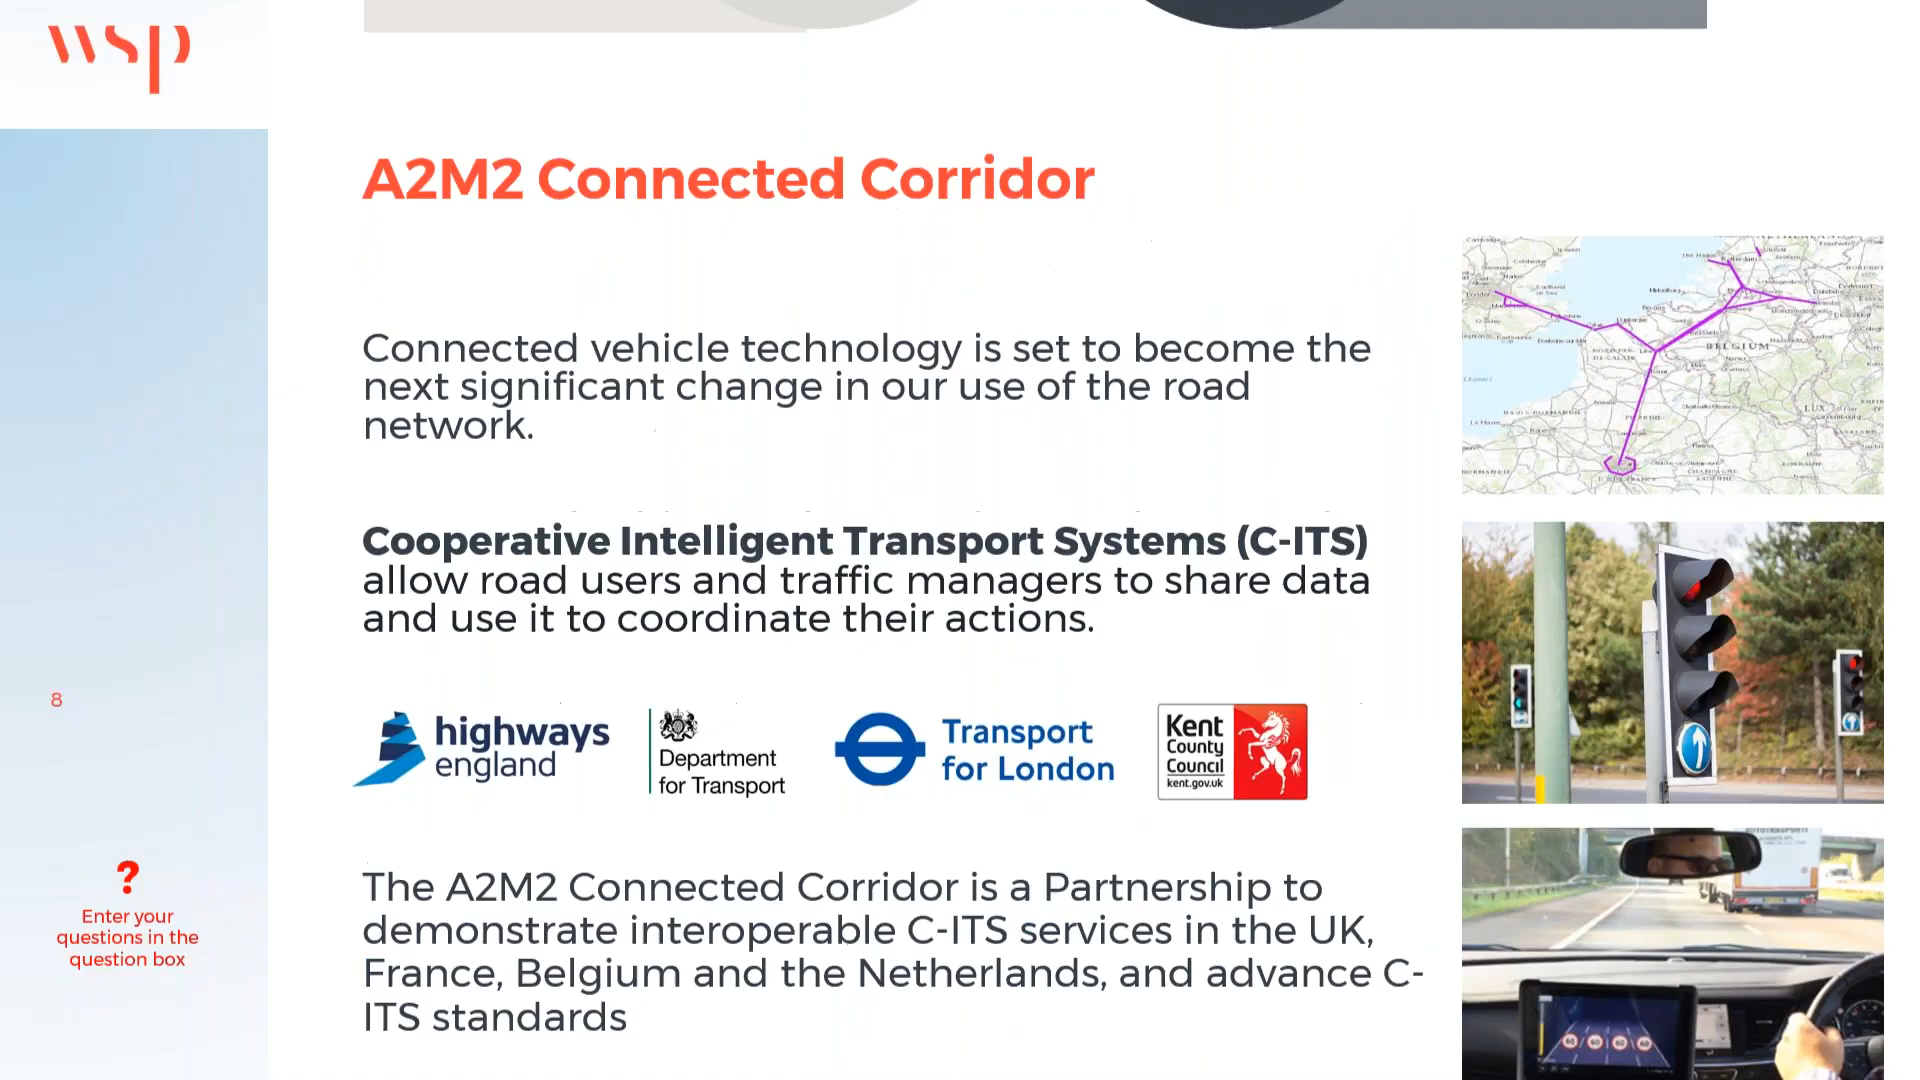 wsp
A2M2 Connected Corridor
Connected vehicle technology is set to become the
next significant change in our use of the road
network.
Cooperative Intelligent Transport Systems (C-ITS)
allow road users and traffic managers to share data
and use it to coordinate their actions.
highways
england
Department
for Transport
Transport
for London
Kent
County
Council
kent.gov.uk
The A2M2 Connected Corridor is a Partnership to
demonstrate interoperable C-ITS services in the UK,
France, Belgium and the Netherlands, and advance C-
ITS standards
8
?
Enter your
questions in the
question box
BELGIUM
60 60 60 60